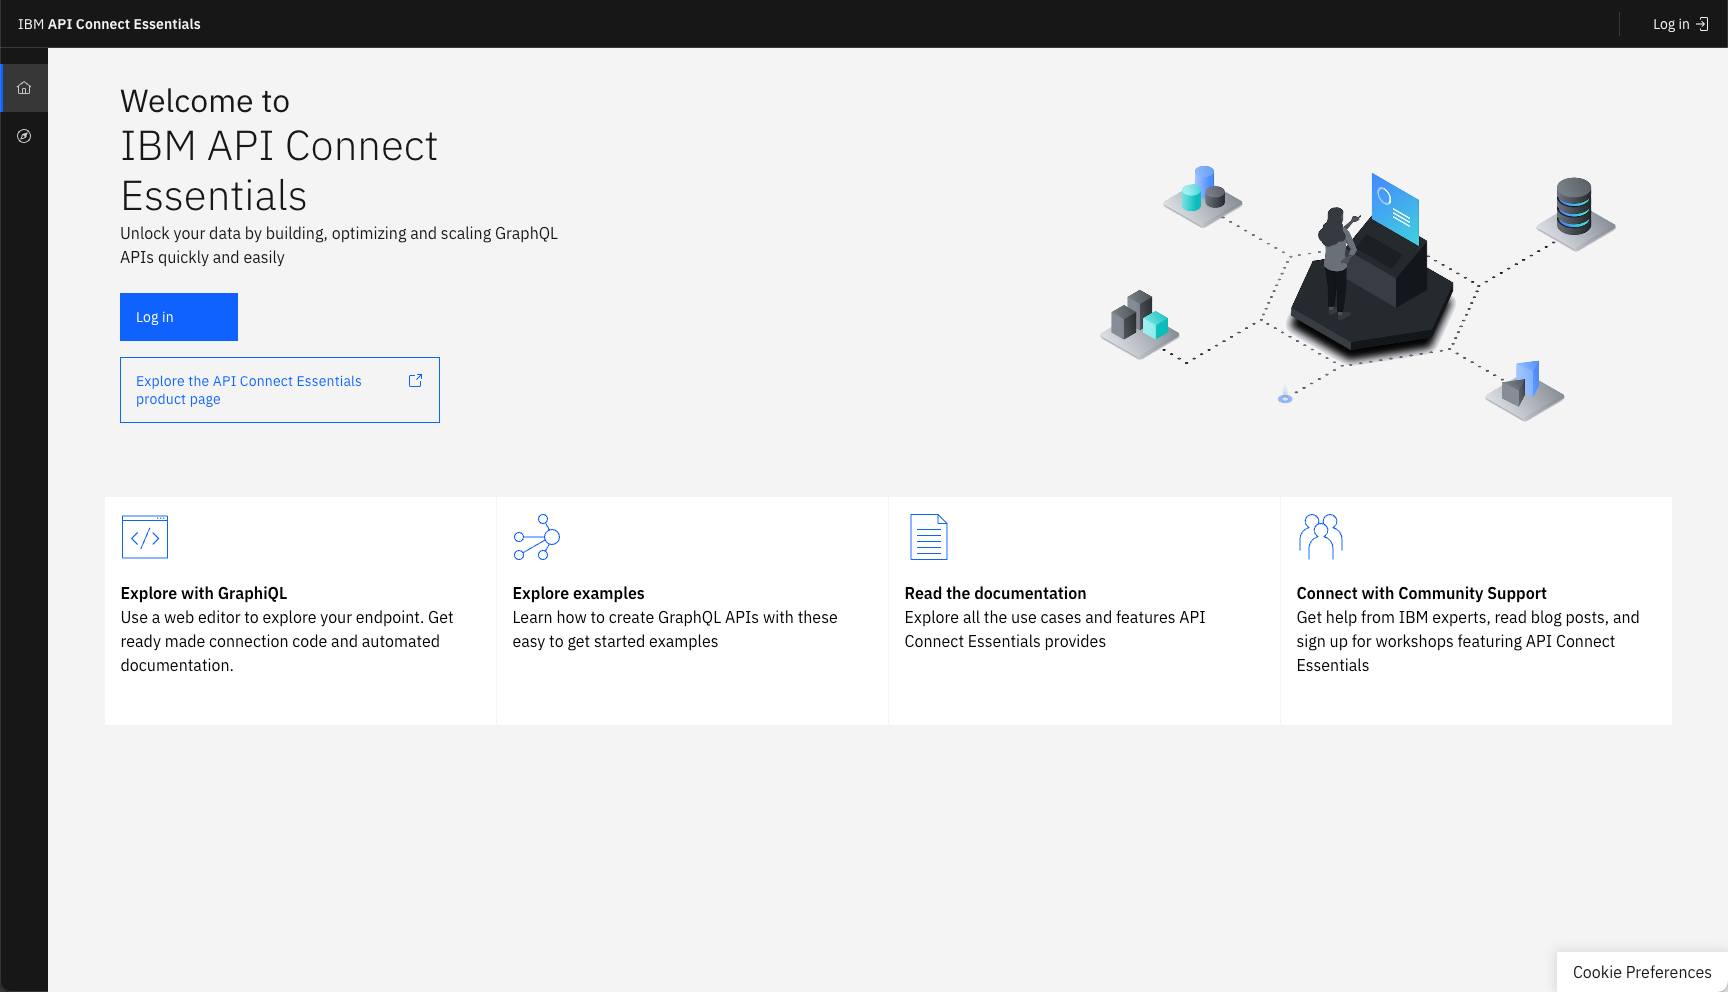 IBM API Connect Essentials
Log in
Welcome to
IBM API Connect
Essentials
Unlock your data by building, optimizing and scaling GraphQL
APIs quickly and easily
Log in
Explore the API Connect Essentials
product page
Explore with GraphiQL
Use a web editor to explore your endpoint. Get
ready made connection code and automated
documentation.
Explore examples
Learn how to create GraphQL APIs with these
easy to get started examples
Read the documentation
Explore all the use cases and features API
Connect Essentials provides
Connect with Community Support
Get help from IBM experts, read blog posts, and
sign up for workshops featuring API Connect
Essentials
Cookie Preferences